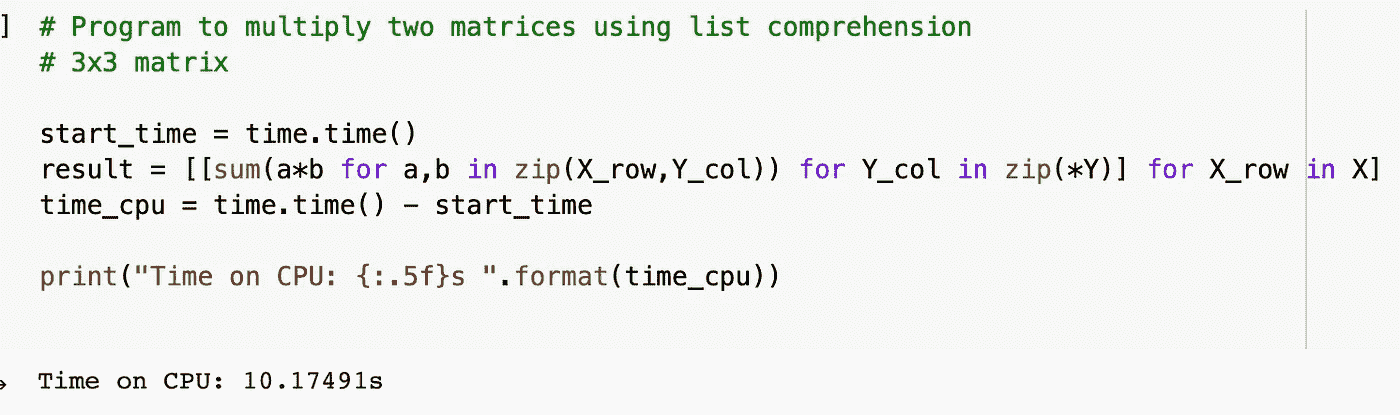 ]  # Program to multiply two matrices using list comprehension
# 3x3 matrix
start_time = time.time()
result = [[sum(a*b for a,b in zip(X_row,Y_col)) for Y_col in zip(*Y)] for X_row in X]
time_cpu = time.time() - start_time
print("Time on CPU: {:.5f}s ".format(time_cpu))
Time on CPU: 10.17491s